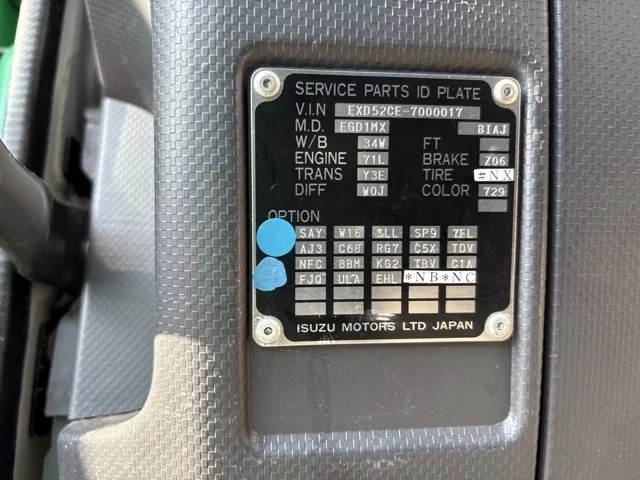 SERVICE PARTS ID PLATE
V.I.N EXD52CE-7000017
M.D. EGD1MX BIAJ
W/B 34W FT
ENGINE 71L BRAKE Z06
TRANS Y3E TIRE #NX
DIFF W0J COLOR 729
OPTION
SAY W16 5LL SP9 7FL
AJ3 C68 RG7 C5X TDV
NFC 8BM KG2 TBV C1A
FJQ UL7A EHL *NB *NC
ISUZU MOTORS LTD JAPAN